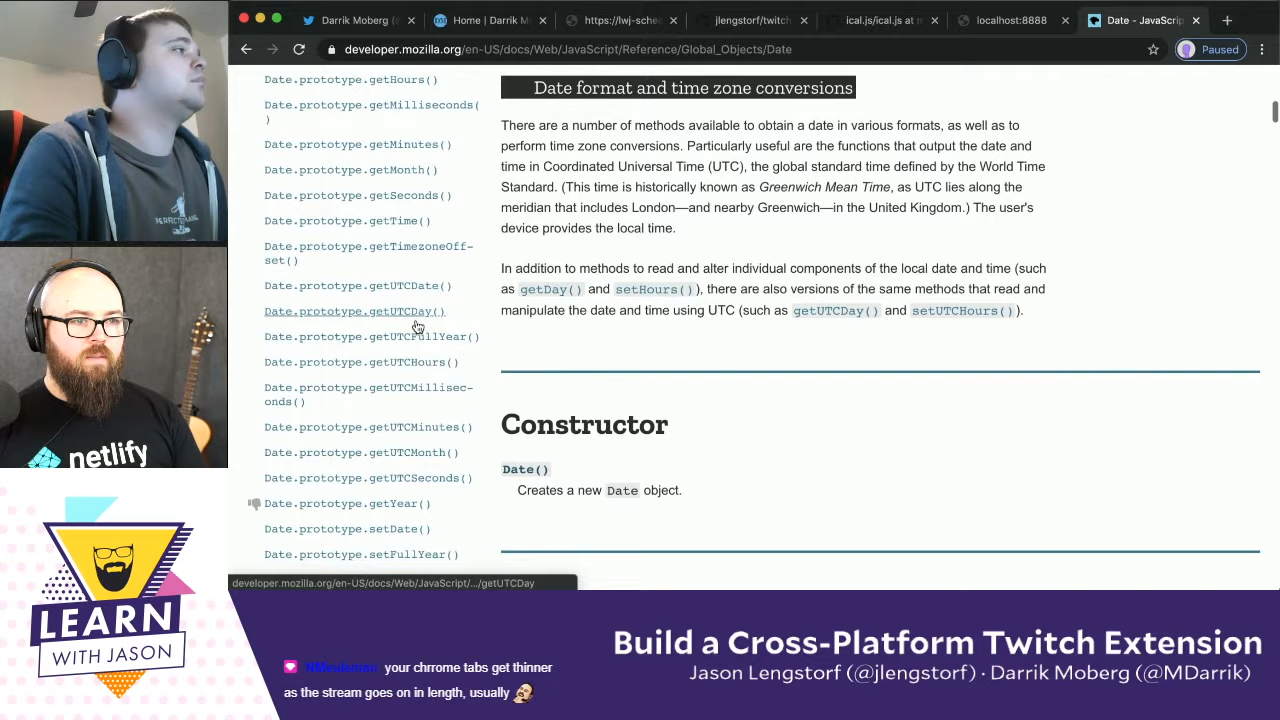 Darrik Moberg (@
Home | Darrik M
https://lwj-sche
jlengstorf/twitch
ical.js/ical.js at m
localhost:8888
Date - JavaScrip
developer.mozilla.org/en-US/docs/Web/JavaScript/Reference/Global_Objects/Date
Paused
Date.prototype.getHours()
Date.prototype.getMilliseconds(
)
Date.prototype.getMinutes()
Date.prototype.getMonth()
Date.prototype.getSeconds()
Date.prototype.getTime()
Date.prototype.getTimezoneOff-
set()
Date.prototype.getUTCDate()
Date.prototype.getUTCDay()
Date.prototype.getUTCFullYear()
Date.prototype.getUTCHours()
Date.prototype.getUTCMillisec-
onds()
Date.prototype.getUTCMinutes()
Date.prototype.getUTCMonth()
Date.prototype.getUTCSeconds()
Date.prototype.getYear()
Date.prototype.setDate()
Date.prototype.setFullYear()
developer.mozilla.org/en-US/docs/Web/JavaScript/.../getUTCDay
Date format and time zone conversions
There are a number of methods available to obtain a date in various formats, as well as to
perform time zone conversions. Particularly useful are the functions that output the date and
time in Coordinated Universal Time (UTC), the global standard time defined by the World Time
Standard. (This time is historically known as Greenwich Mean Time, as UTC lies along the
meridian that includes London—and nearby Greenwich—in the United Kingdom.) The user's
device provides the local time.
In addition to methods to read and alter individual components of the local date and time (such
as getDay() and setHours()), there are also versions of the same methods that read and
manipulate the date and time using UTC (such as getUTCDay() and setUTCHours()).
Constructor
Date()
Creates a new Date object.
netlify
LEARN
WITH JASON
your chrrome tabs get thinner
as the stream goes on in length, usually
Build a Cross-Platform Twitch Extension
Jason Lengstorf (@jlengstorf) · Darrik Moberg (@MDarrik)